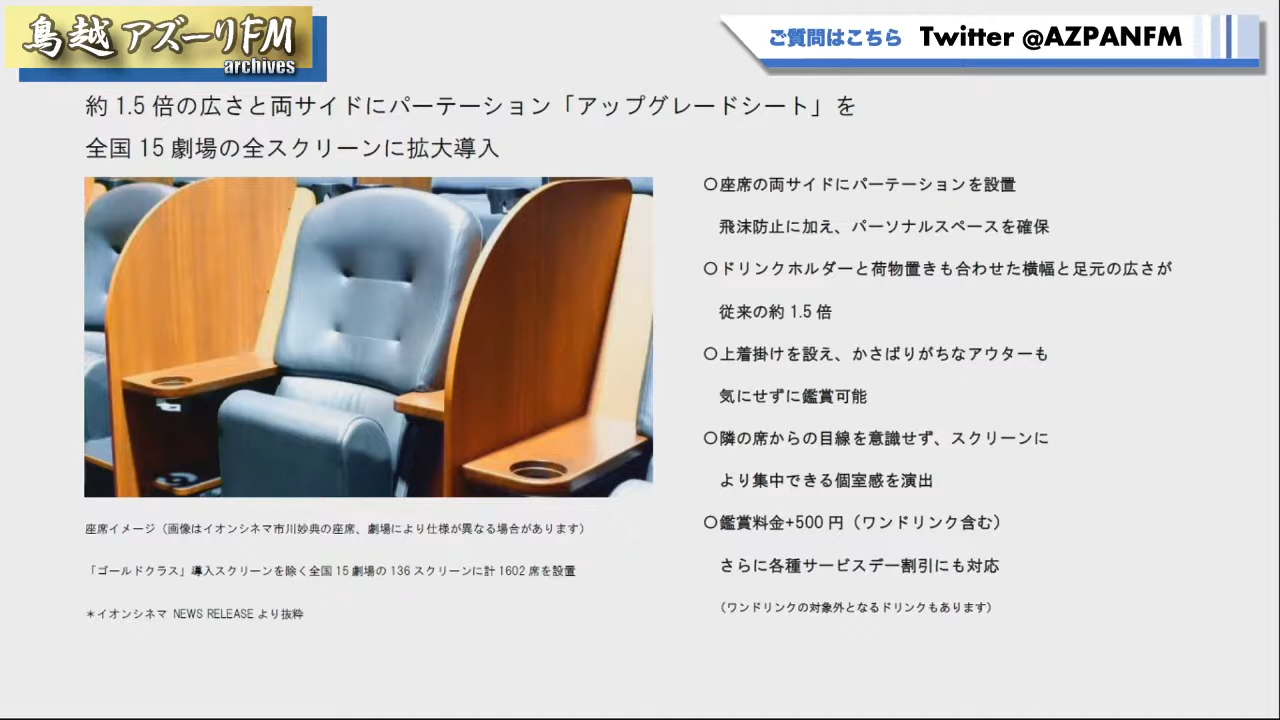 鳥越アズーリFM
archives
ご質問はこちら Twitter @AZPANFM
約 1.5 倍の広さと両サイドにパーテーション「アップグレードシート」を
全国 15 劇場の全スクリーンに拡大導入
〇座席の両サイドにパーテーションを設置
飛沫防止に加え、パーソナルスペースを確保
〇ドリンクホルダーと荷物置きも合わせた横幅と足元の広さが
従来の約 1.5 倍
〇上着掛けを設え、かさばりがちなアウターも
気にせずに鑑賞可能
〇隣の席からの目線を意識せず、スクリーンに
より集中できる個室感を演出
〇鑑賞料金+500 円（ワンドリンク含む）
さらに各種サービスデー割引にも対応
（ワンドリンクの対象外となるドリンクもあります）
座席イメージ（画像はイオンシネマ市川妙典の座席、劇場により仕様が異なる場合があります）
「ゴールドクラス」導入スクリーンを除く全国 15 劇場の 136 スクリーンに計 1602 席を設置
＊イオンシネマ NEWS RELEASE より抜粋